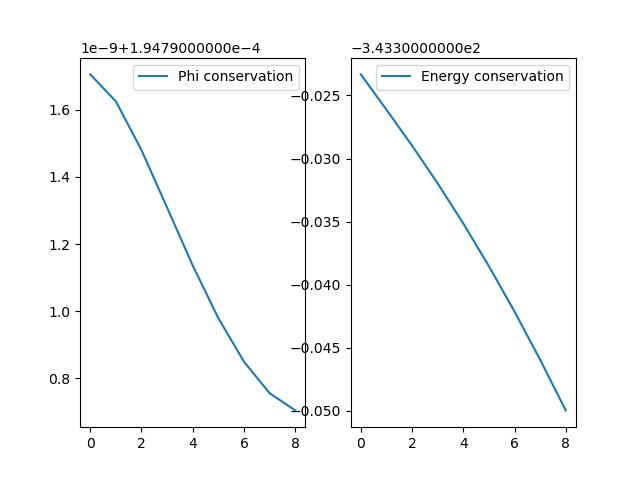 1e−9+1.9479000000e−4
Phi conservation
1.6
1.4
1.2
1.0
0.8
0 2 4 6 8
−3.4330000000e2
Energy conservation
−0.025
−0.030
−0.035
−0.040
−0.045
−0.050
0 2 4 6 8